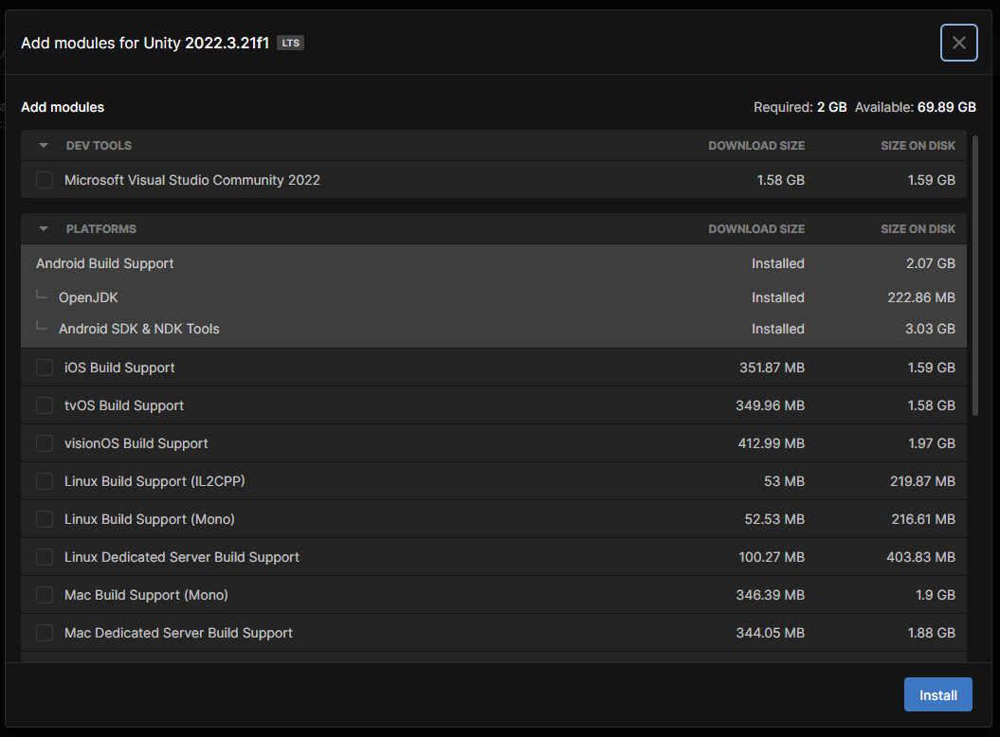 Add modules for Unity 2022.3.21f1 LTS
Add modules Required: 2 GB Available: 69.89 GB
DEV TOOLS DOWNLOAD SIZE SIZE ON DISK
Microsoft Visual Studio Community 2022 1.58 GB 1.59 GB
PLATFORMS DOWNLOAD SIZE SIZE ON DISK
Android Build Support Installed 2.07 GB
OpenJDK Installed 222.86 MB
Android SDK & NDK Tools Installed 3.03 GB
iOS Build Support 351.87 MB 1.59 GB
tvOS Build Support 349.96 MB 1.58 GB
visionOS Build Support 412.99 MB 1.97 GB
Linux Build Support (IL2CPP) 53 MB 219.87 MB
Linux Build Support (Mono) 52.53 MB 216.61 MB
Linux Dedicated Server Build Support 100.27 MB 403.83 MB
Mac Build Support (Mono) 346.39 MB 1.9 GB
Mac Dedicated Server Build Support 344.05 MB 1.88 GB
Install